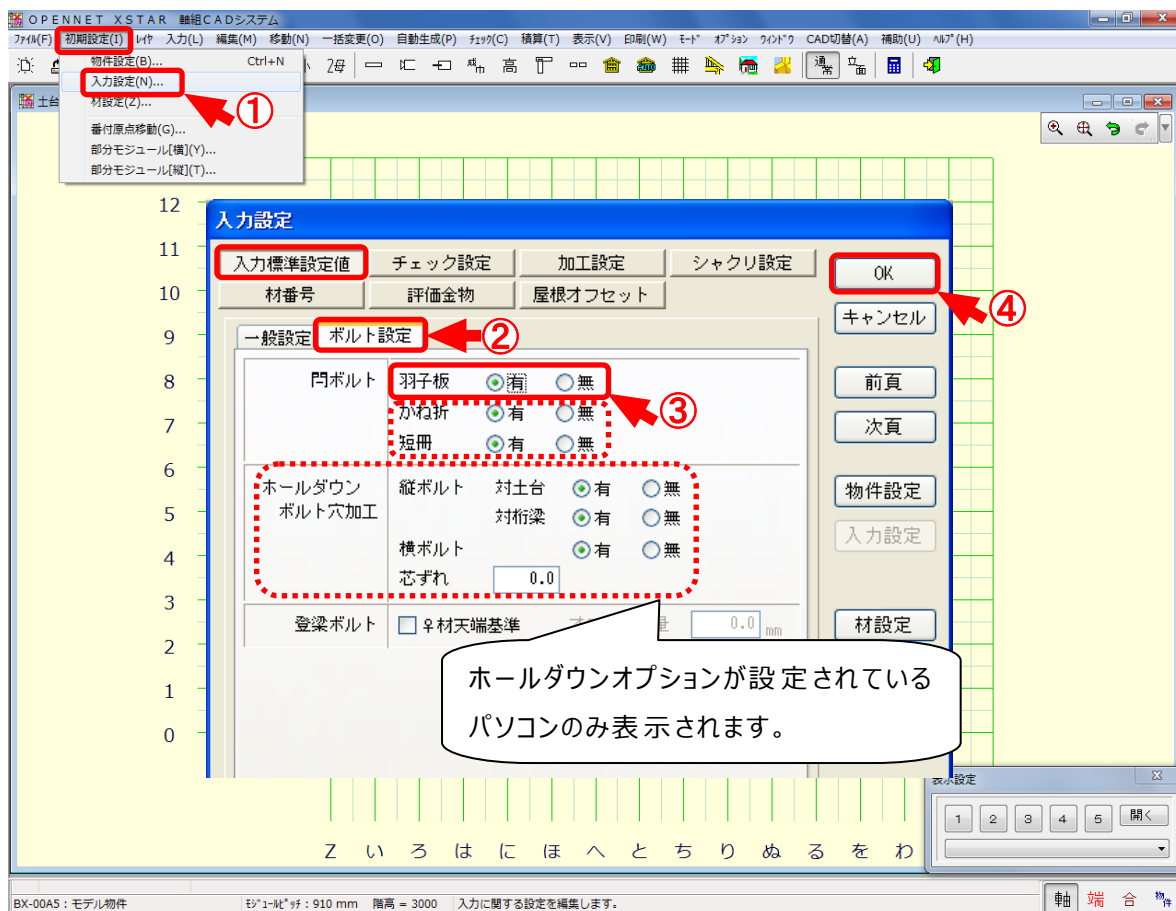 OPENNET XSTAR 軸組CADシステム
ﾌｧｲﾙ(F) 初期設定(I) ﾚｲﾔ 入力(L) 編集(M) 移動(N) 一括変更(O) 自動生成(P) ﾁｪｯｸ(C) 積算(T) 表示(V) 印刷(W) ﾓｰﾄﾞ ｵﾌﾟｼｮﾝ ｳｨﾝﾄﾞｳ CAD切替(A) 補助(U) ﾍﾙﾌﾟ(H)
物件設定(B)... Ctrl+N
入力設定(N)...
材設定(Z)...
番付原点移動(G)...
部分モジュール[横](Y)...
部分モジュール[縦](T)...
①
高 通常 立面
土台
12
11
10
9
8
7
6
5
4
3
2
1
0
入力設定
入力標準設定値 チェック設定 加工設定 シャクリ設定
材番号 評価金物 屋根オフセット
OK
④
キャンセル
前頁
次頁
物件設定
入力設定
材設定
一般設定 ボルト設定 ②
閂ボルト 羽子板 有 無
③
かね折 有 無
短冊 有 無
ホールダウン
ボルト穴加工
縦ボルト 対土台 有 無
対桁梁 有 無
横ボルト 有 無
芯ずれ 0.0
登梁ボルト ♀材天端基準 0.0 mm
ホールダウンオプションが設定されている
パソコンのみ表示されます。
表示設定
1 2 3 4 5 開く
Z い ろ は に ほ へ と ち り ぬ る を わ
BX-00A5：モデル物件 ﾓｼﾞｭｰﾙﾋﾟｯﾁ：910 mm 階高 = 3000 入力に関する設定を編集します。
軸 端 合 物件